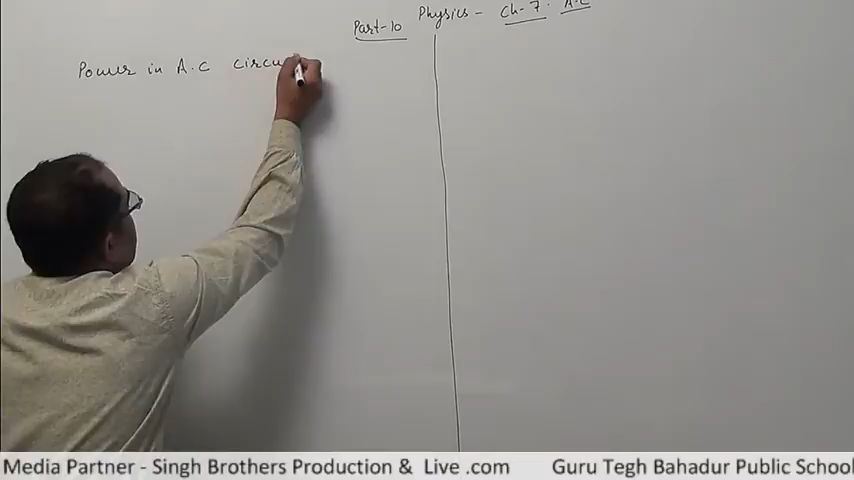 Part-10 Physics- Ch-7. A.C
Power in A.C circu
Media Partner - Singh Brothers Production & Live .com Guru Tegh Bahadur Public School